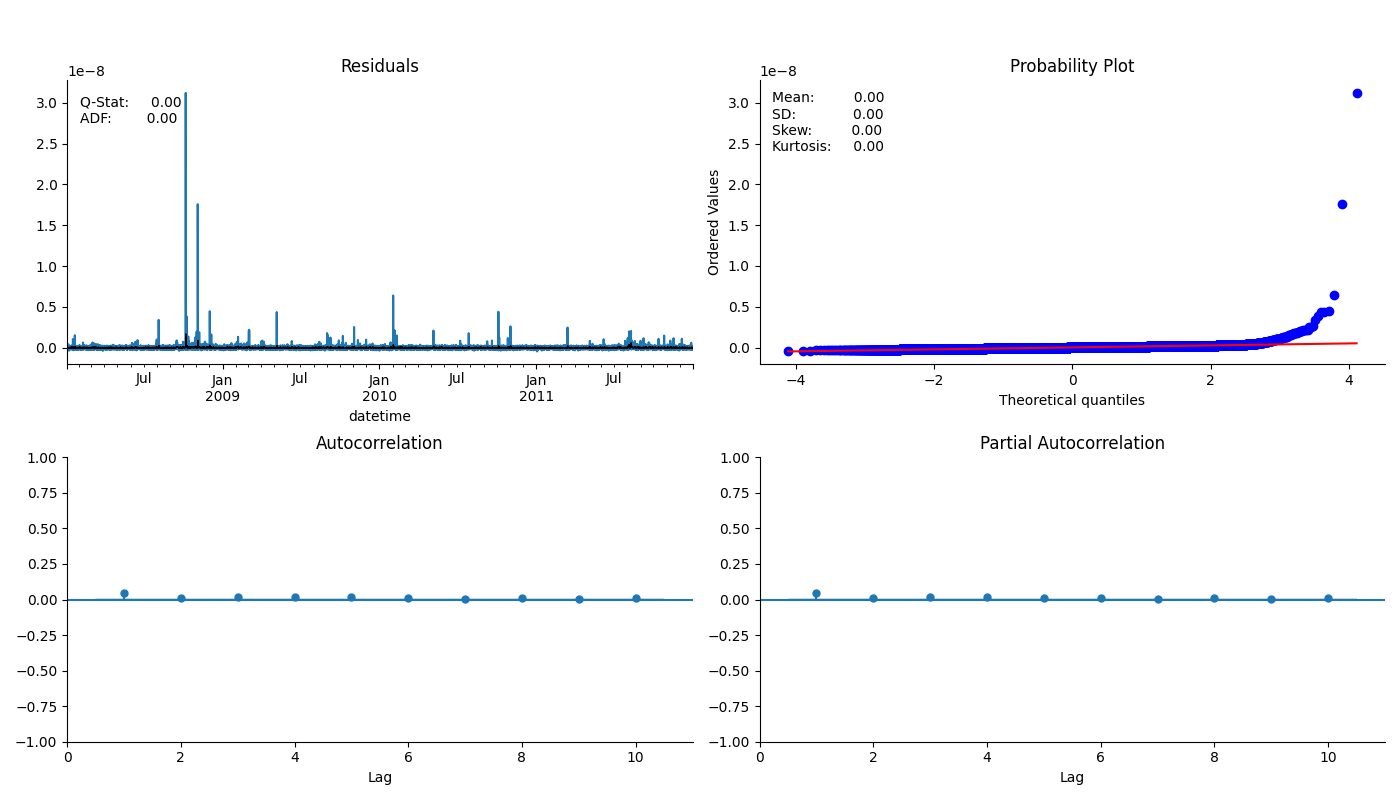 Residuals
1e−8
Q-Stat: 0.00
ADF: 0.00
3.0
2.5
2.0
1.5
1.0
0.5
0.0
Jul Jan Jul Jan Jul Jan Jul
2009 2010 2011
datetime
Probability Plot
1e−8
Mean: 0.00
SD: 0.00
Skew: 0.00
Kurtosis: 0.00
Ordered Values
3.0
2.5
2.0
1.5
1.0
0.5
0.0
−4 −2 0 2 4
Theoretical quantiles
Autocorrelation
1.00
0.75
0.50
0.25
0.00
−0.25
−0.50
−0.75
−1.00
0 2 4 6 8 10
Lag
Partial Autocorrelation
1.00
0.75
0.50
0.25
0.00
−0.25
−0.50
−0.75
−1.00
0 2 4 6 8 10
Lag